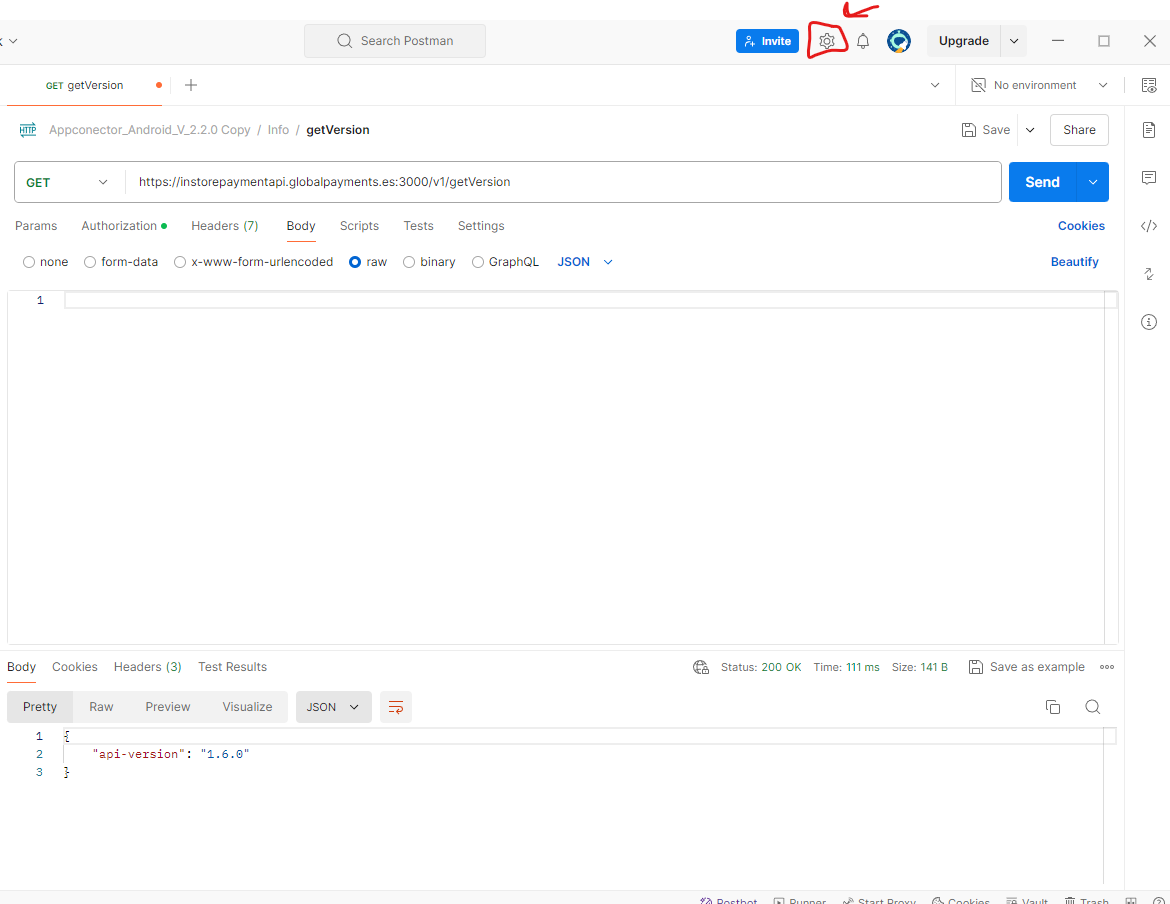 Search Postman
Invite
Upgrade
GET getVersion
No environment
HTTP Appconector_Android_V_2.2.0 Copy / Info / getVersion
Save
Share
GET
https://instorepaymentapi.globalpayments.es:3000/v1/getVersion
Send
Params Authorization Headers (7) Body Scripts Tests Settings
Cookies
none form-data x-www-form-urlencoded raw binary GraphQL JSON
Beautify
1
Body Cookies Headers (3) Test Results
Status: 200 OK Time: 111 ms Size: 141 B
Save as example
Pretty Raw Preview Visualize JSON
1 {
2 "api-version": "1.6.0"
3 }
Postbot Runner Start Proxy Cookies Vault Trash